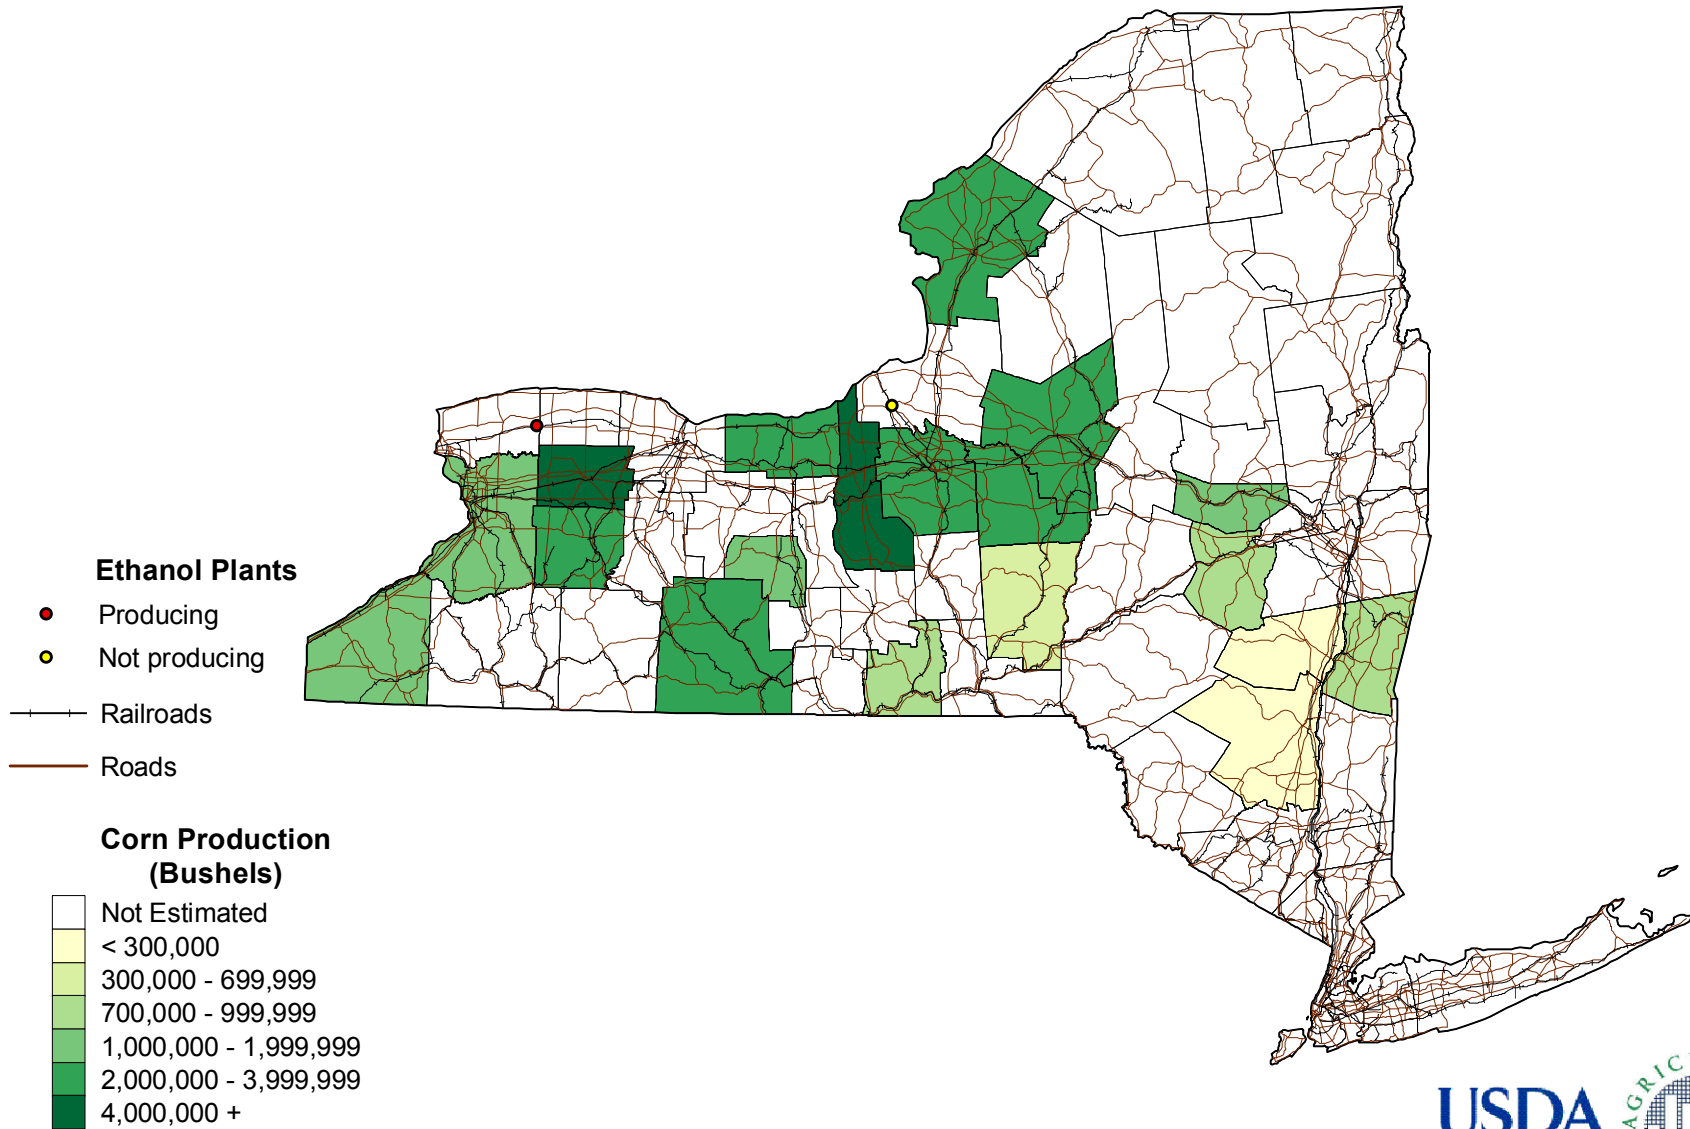 Ethanol Plants
Producing
Not producing
Railroads
Roads
Corn Production
(Bushels)
Not Estimated
< 300,000
300,000 - 699,999
700,000 - 999,999
1,000,000 - 1,999,999
2,000,000 - 3,999,999
4,000,000 +
USDA
AGRIC